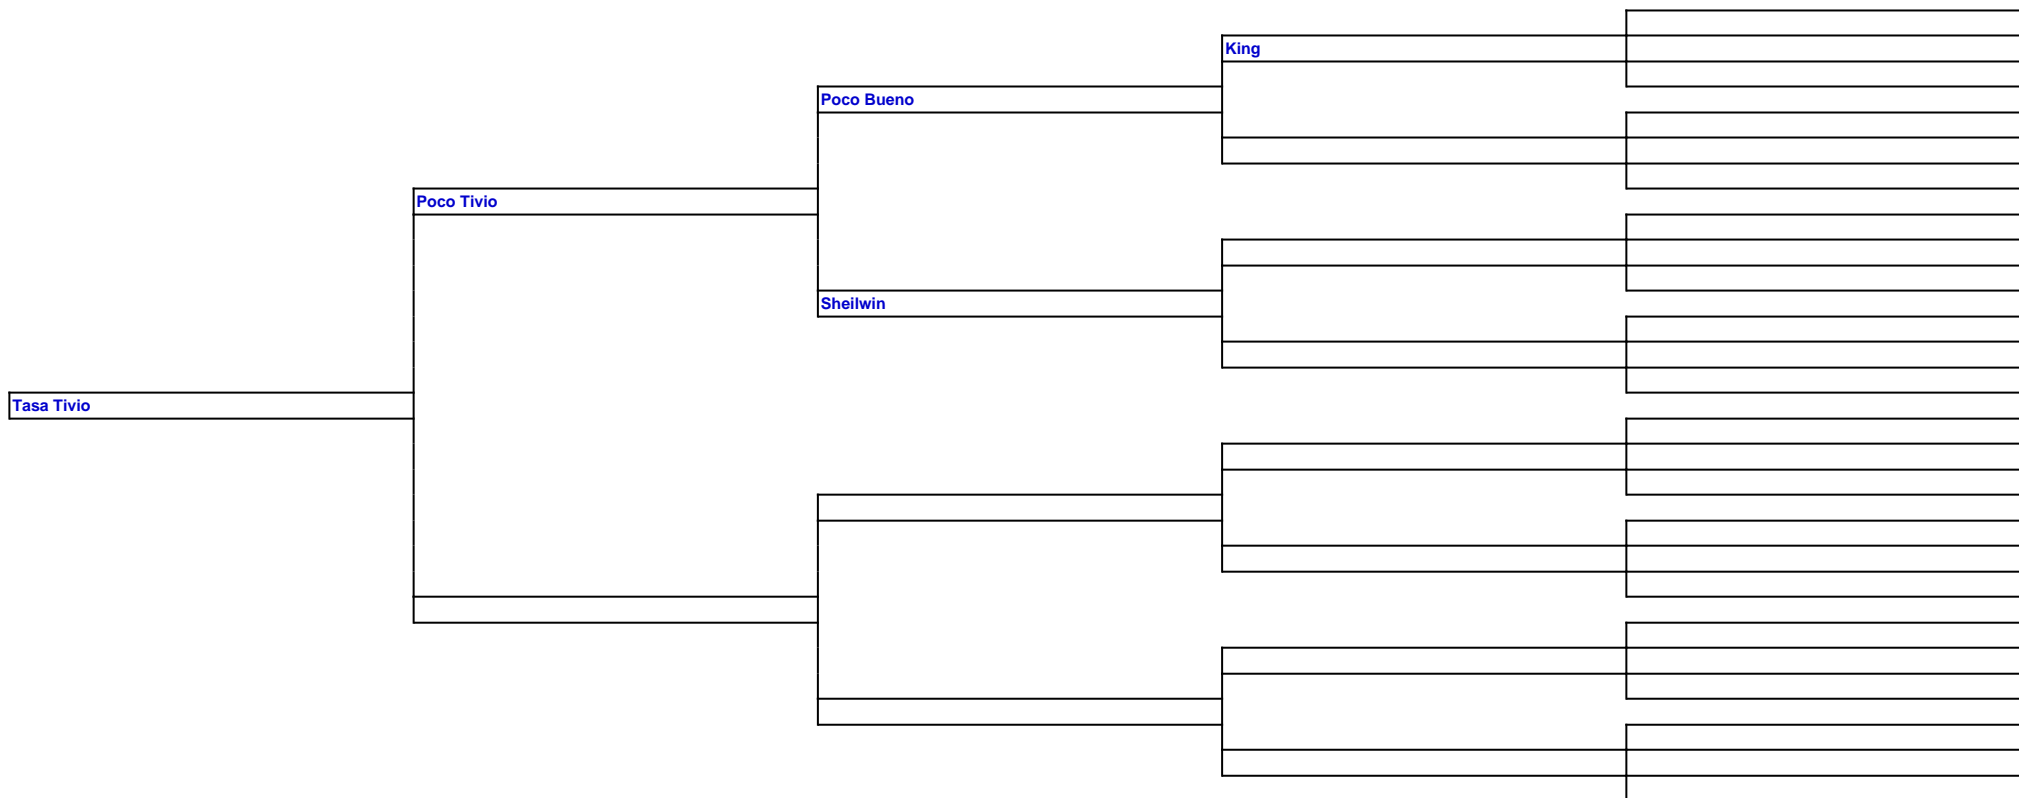 King
Poco Bueno
Poco Tivio
Sheilwin
Tasa Tivio